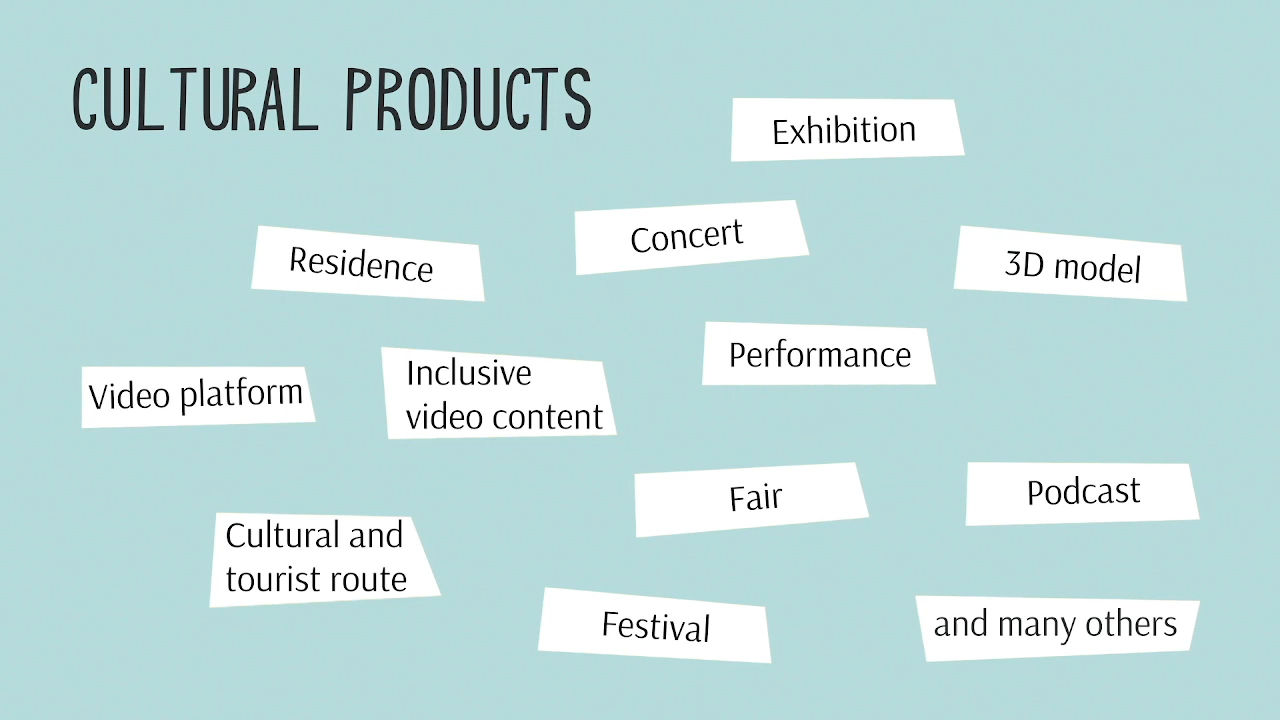 CULTURAL PRODUCTS
Exhibition
Concert
Residence
3D model
Performance
Inclusive
video content
Video platform
Fair
Podcast
Cultural and
tourist route
Festival
and many others